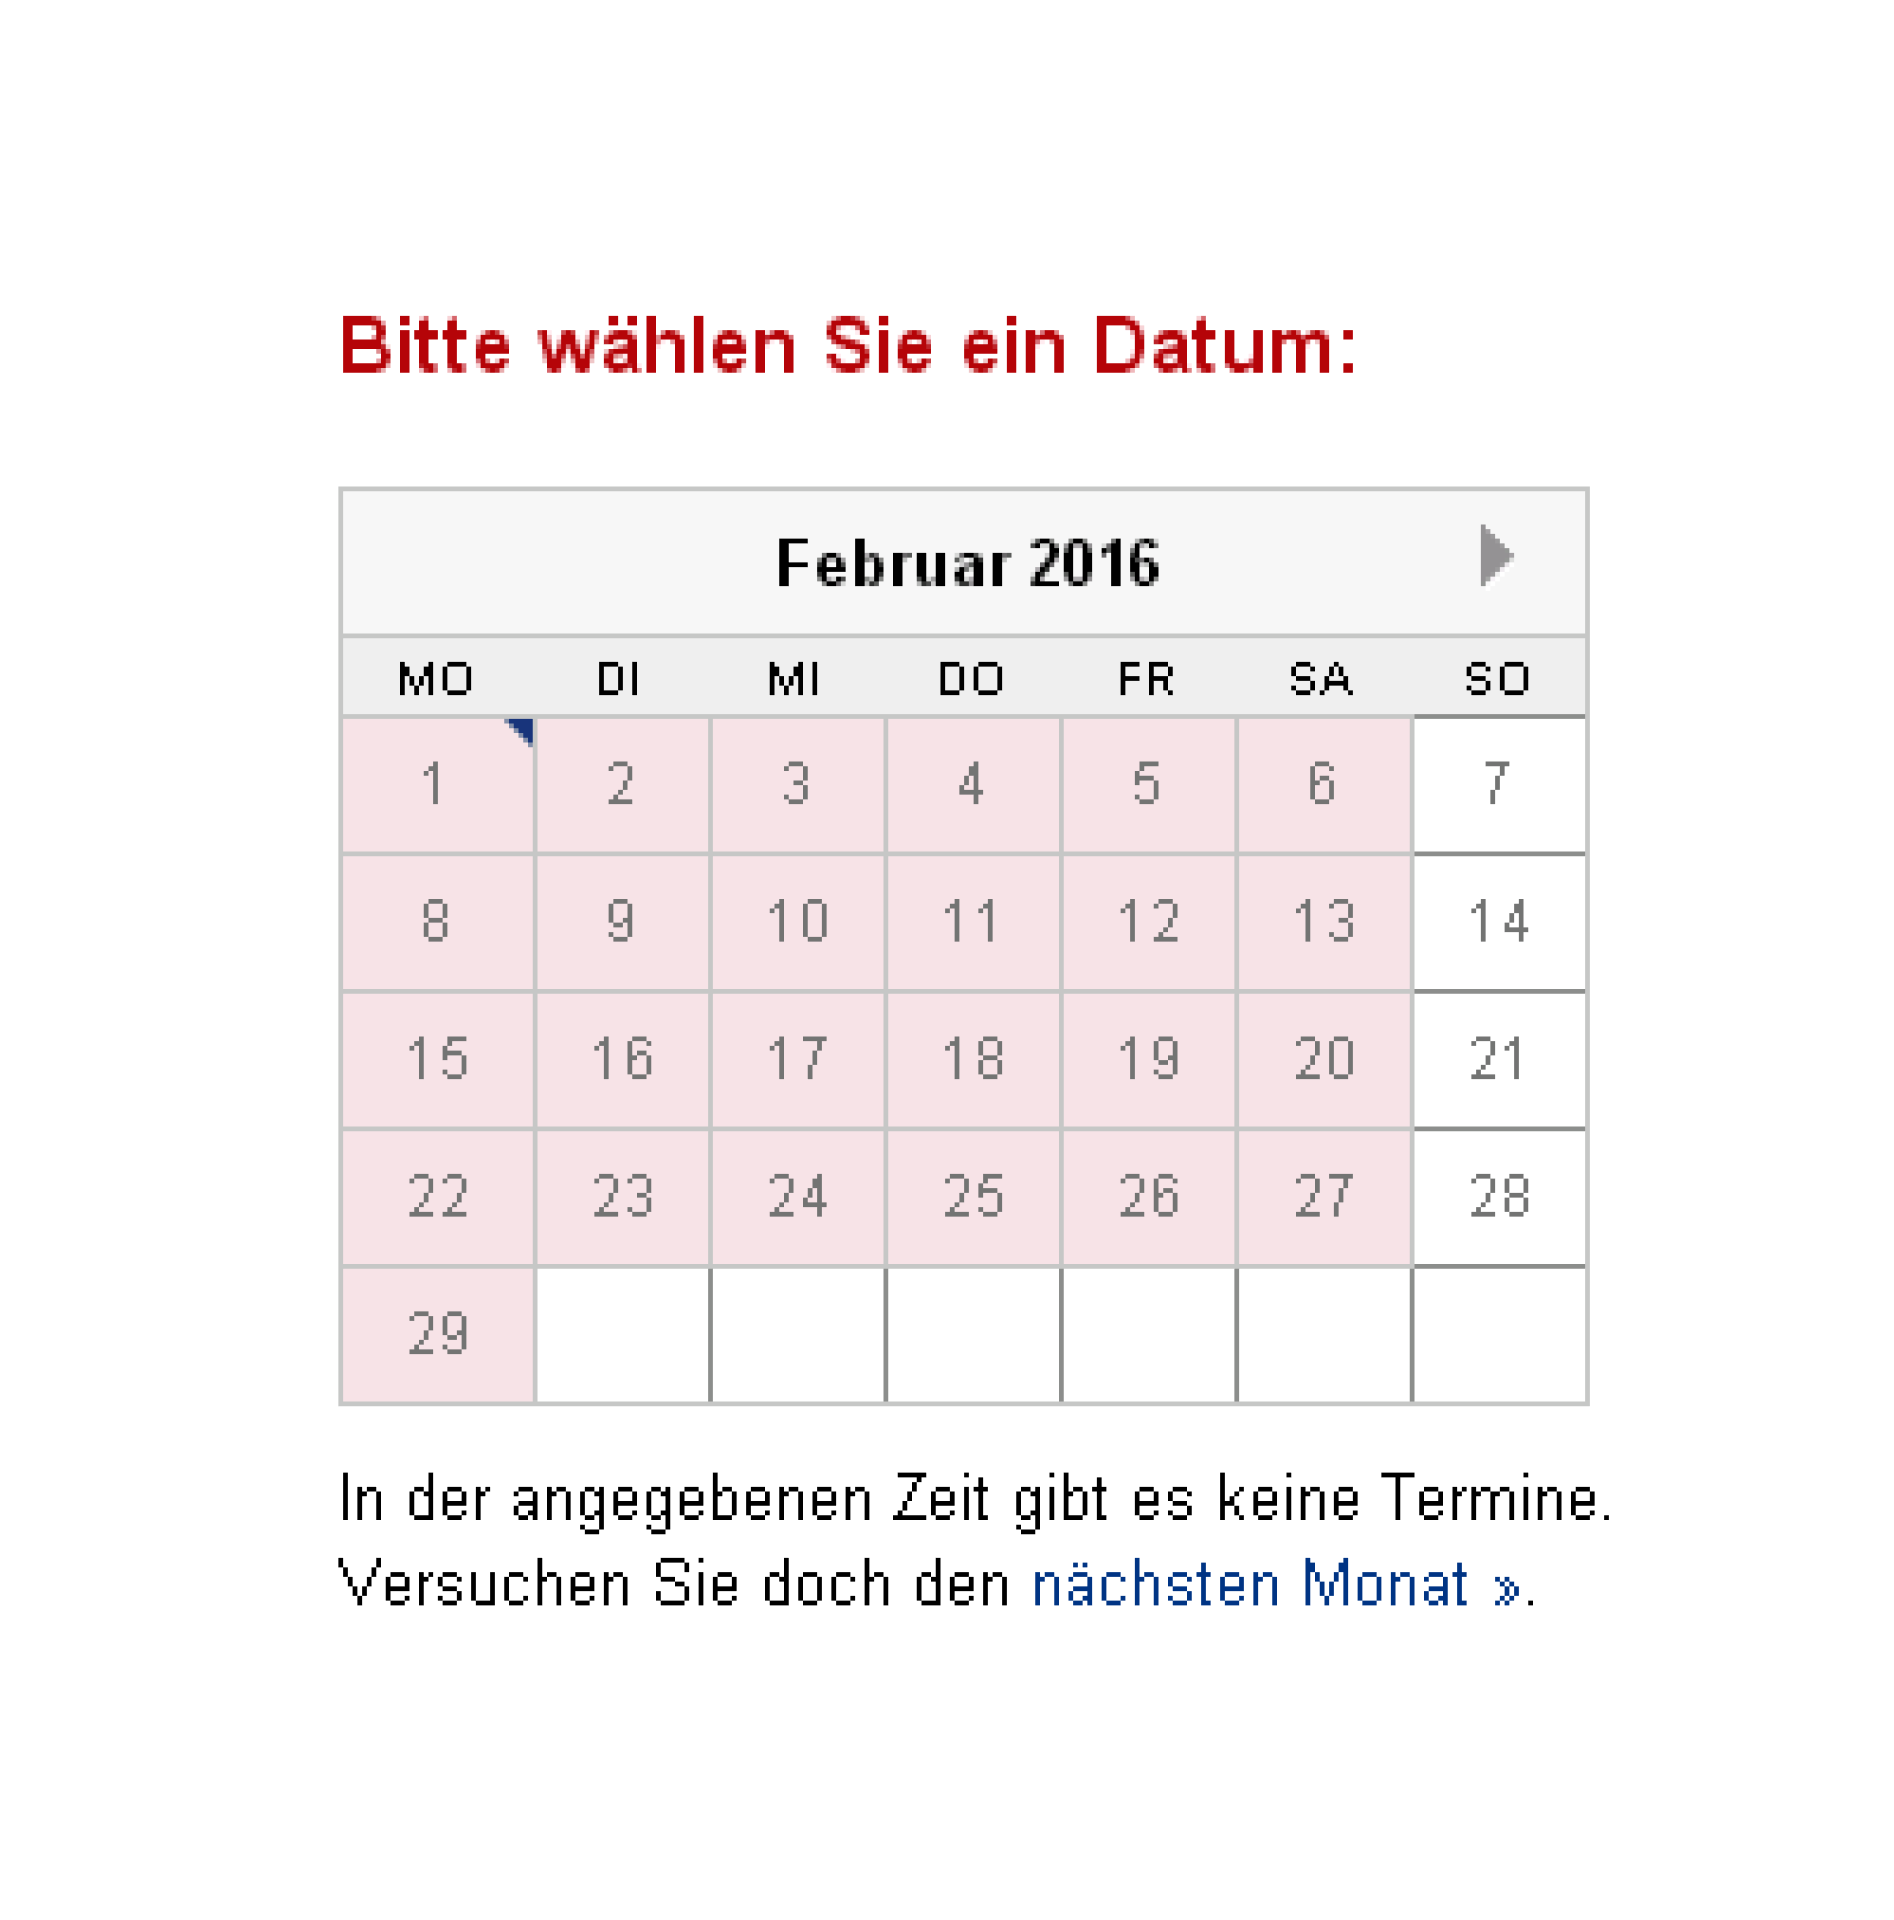 Bitte wählen Sie ein Datum:
Februar 2016
MO DI MI DO FR SA SO
1 2 3 4 5 6 7
8 9 10 11 12 13 14
15 16 17 18 19 20 21
22 23 24 25 26 27 28
29
In der angegebenen Zeit gibt es keine Termine.
Versuchen Sie doch den nächsten Monat ».